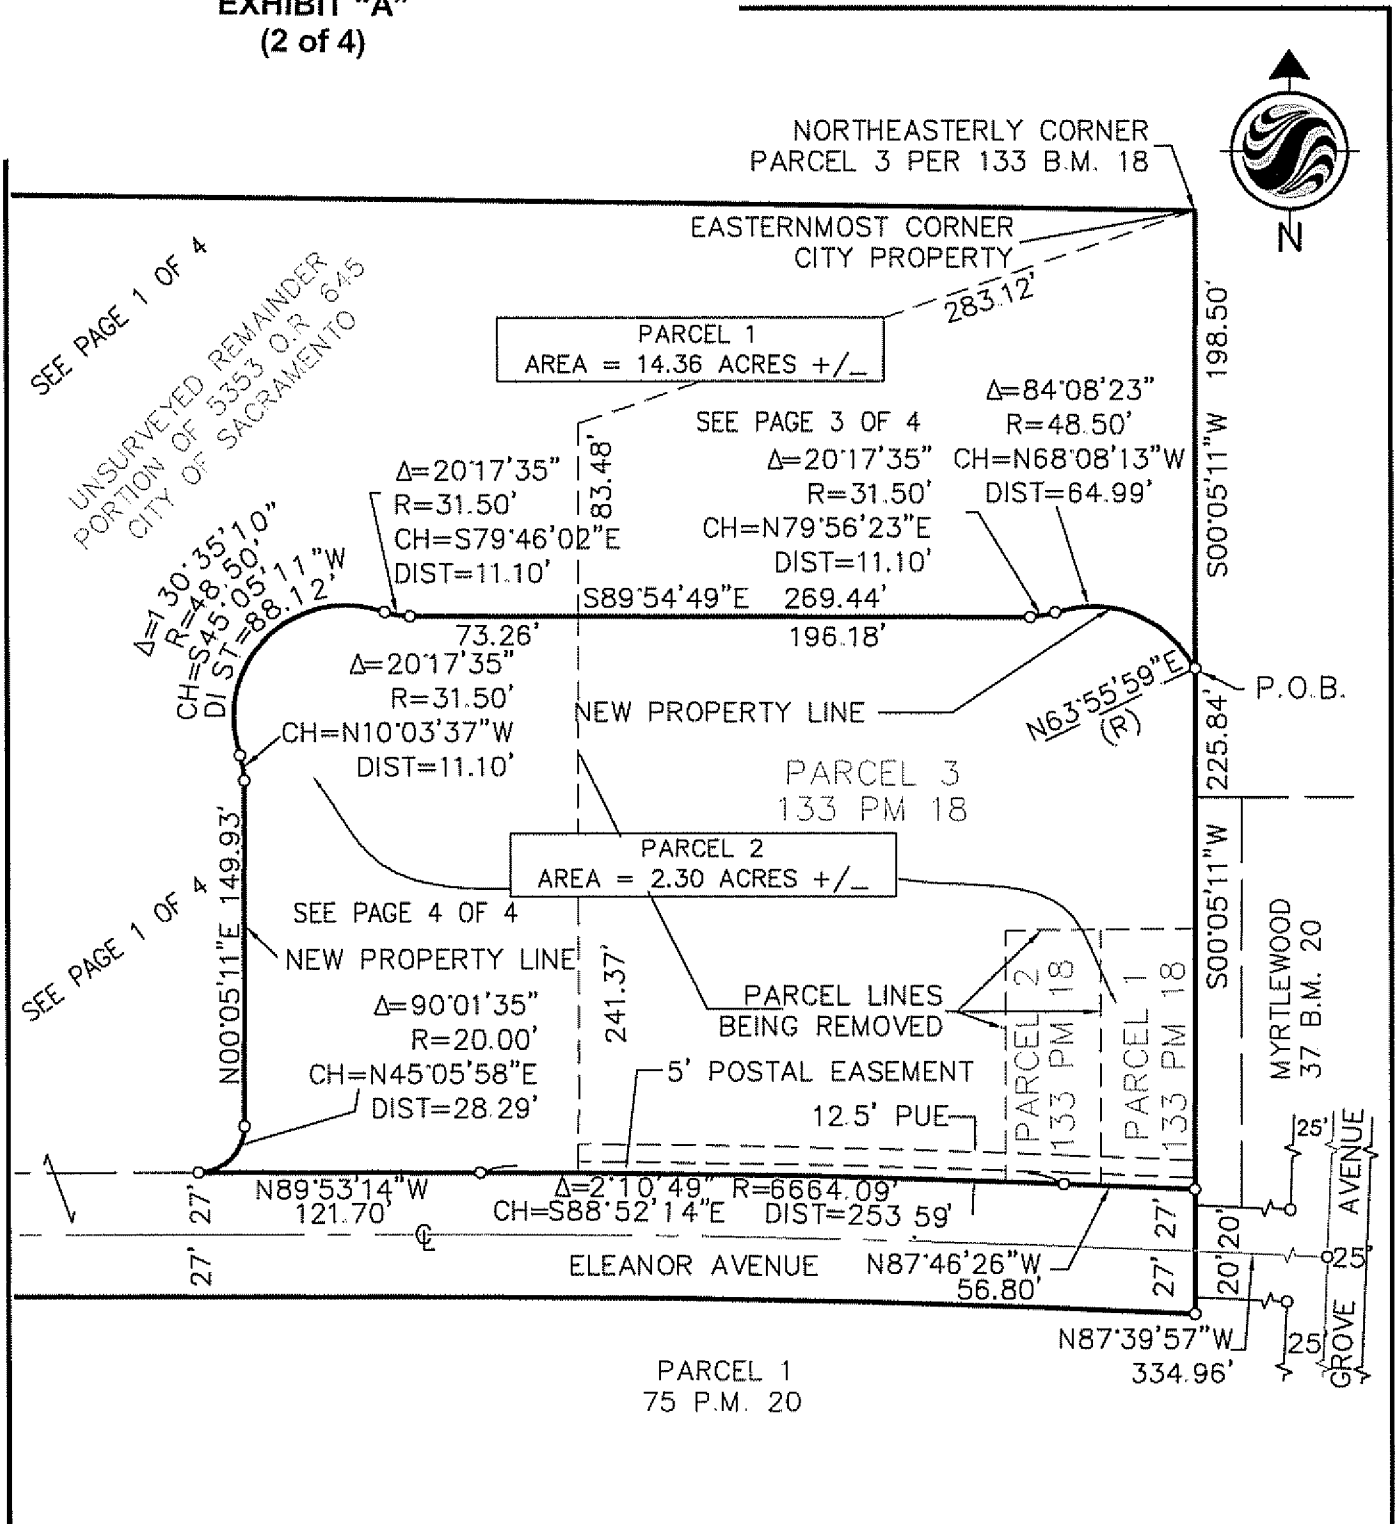 EXHIBIT "A"
(2 of 4)
NORTHEASTERLY CORNER
PARCEL 3 PER 133 B.M. 18
N
EASTERNMOST CORNER
CITY PROPERTY
283.12'
S00°05'11"W 198.50'
SEE PAGE 1 OF 4
UNSURVEYED REMAINDER
PORTION OF 5353 O.R 645
CITY OF SACRAMENTO
PARCEL 1
AREA = 14.36 ACRES +/_
83.48'
SEE PAGE 3 OF 4
Δ=84°08'23"
R=48.50'
CH=N68°08'13"W
DIST=64.99'
Δ=20°17'35"
R=31.50'
CH=S79°46'02"E
DIST=11.10'
Δ=20°17'35"
R=31.50'
CH=N79°56'23"E
DIST=11.10'
Δ=130°35'10"
R=48.50'
CH=S45°05'11"W
DIST=88.12'
S89°54'49"E 269.44'
73.26'
196.18'
Δ=20°17'35"
R=31.50'
CH=N10°03'37"W
DIST=11.10'
NEW PROPERTY LINE
N63°55'59"E
(R)
P.O.B.
225.84'
PARCEL 3
133 PM 18
PARCEL 2
AREA = 2.30 ACRES +/_
S00°05'11"W
N00°05'11"E 149.93'
SEE PAGE 1 OF 4
SEE PAGE 4 OF 4
NEW PROPERTY LINE
241.37'
Δ=90°01'35"
R=20.00'
CH=N45°05'58"E
DIST=28.29'
PARCEL LINES
BEING REMOVED
PARCEL 2
133 PM 18
PARCEL 1
133 PM 18
MYRTLEWOOD
37 B.M. 20
5' POSTAL EASEMENT
12.5' PUE
25'
GROVE AVENUE
N89°53'14"W
121.70'
Δ=2°10'49" R=6664.09'
CH=S88°52'14"E DIST=253.59'
27'
27'
27'
27'
20'
20'
25'
25'
CL
ELEANOR AVENUE
N87°46'26"W
56.80'
N87°39'57"W
334.96'
PARCEL 1
75 P.M. 20